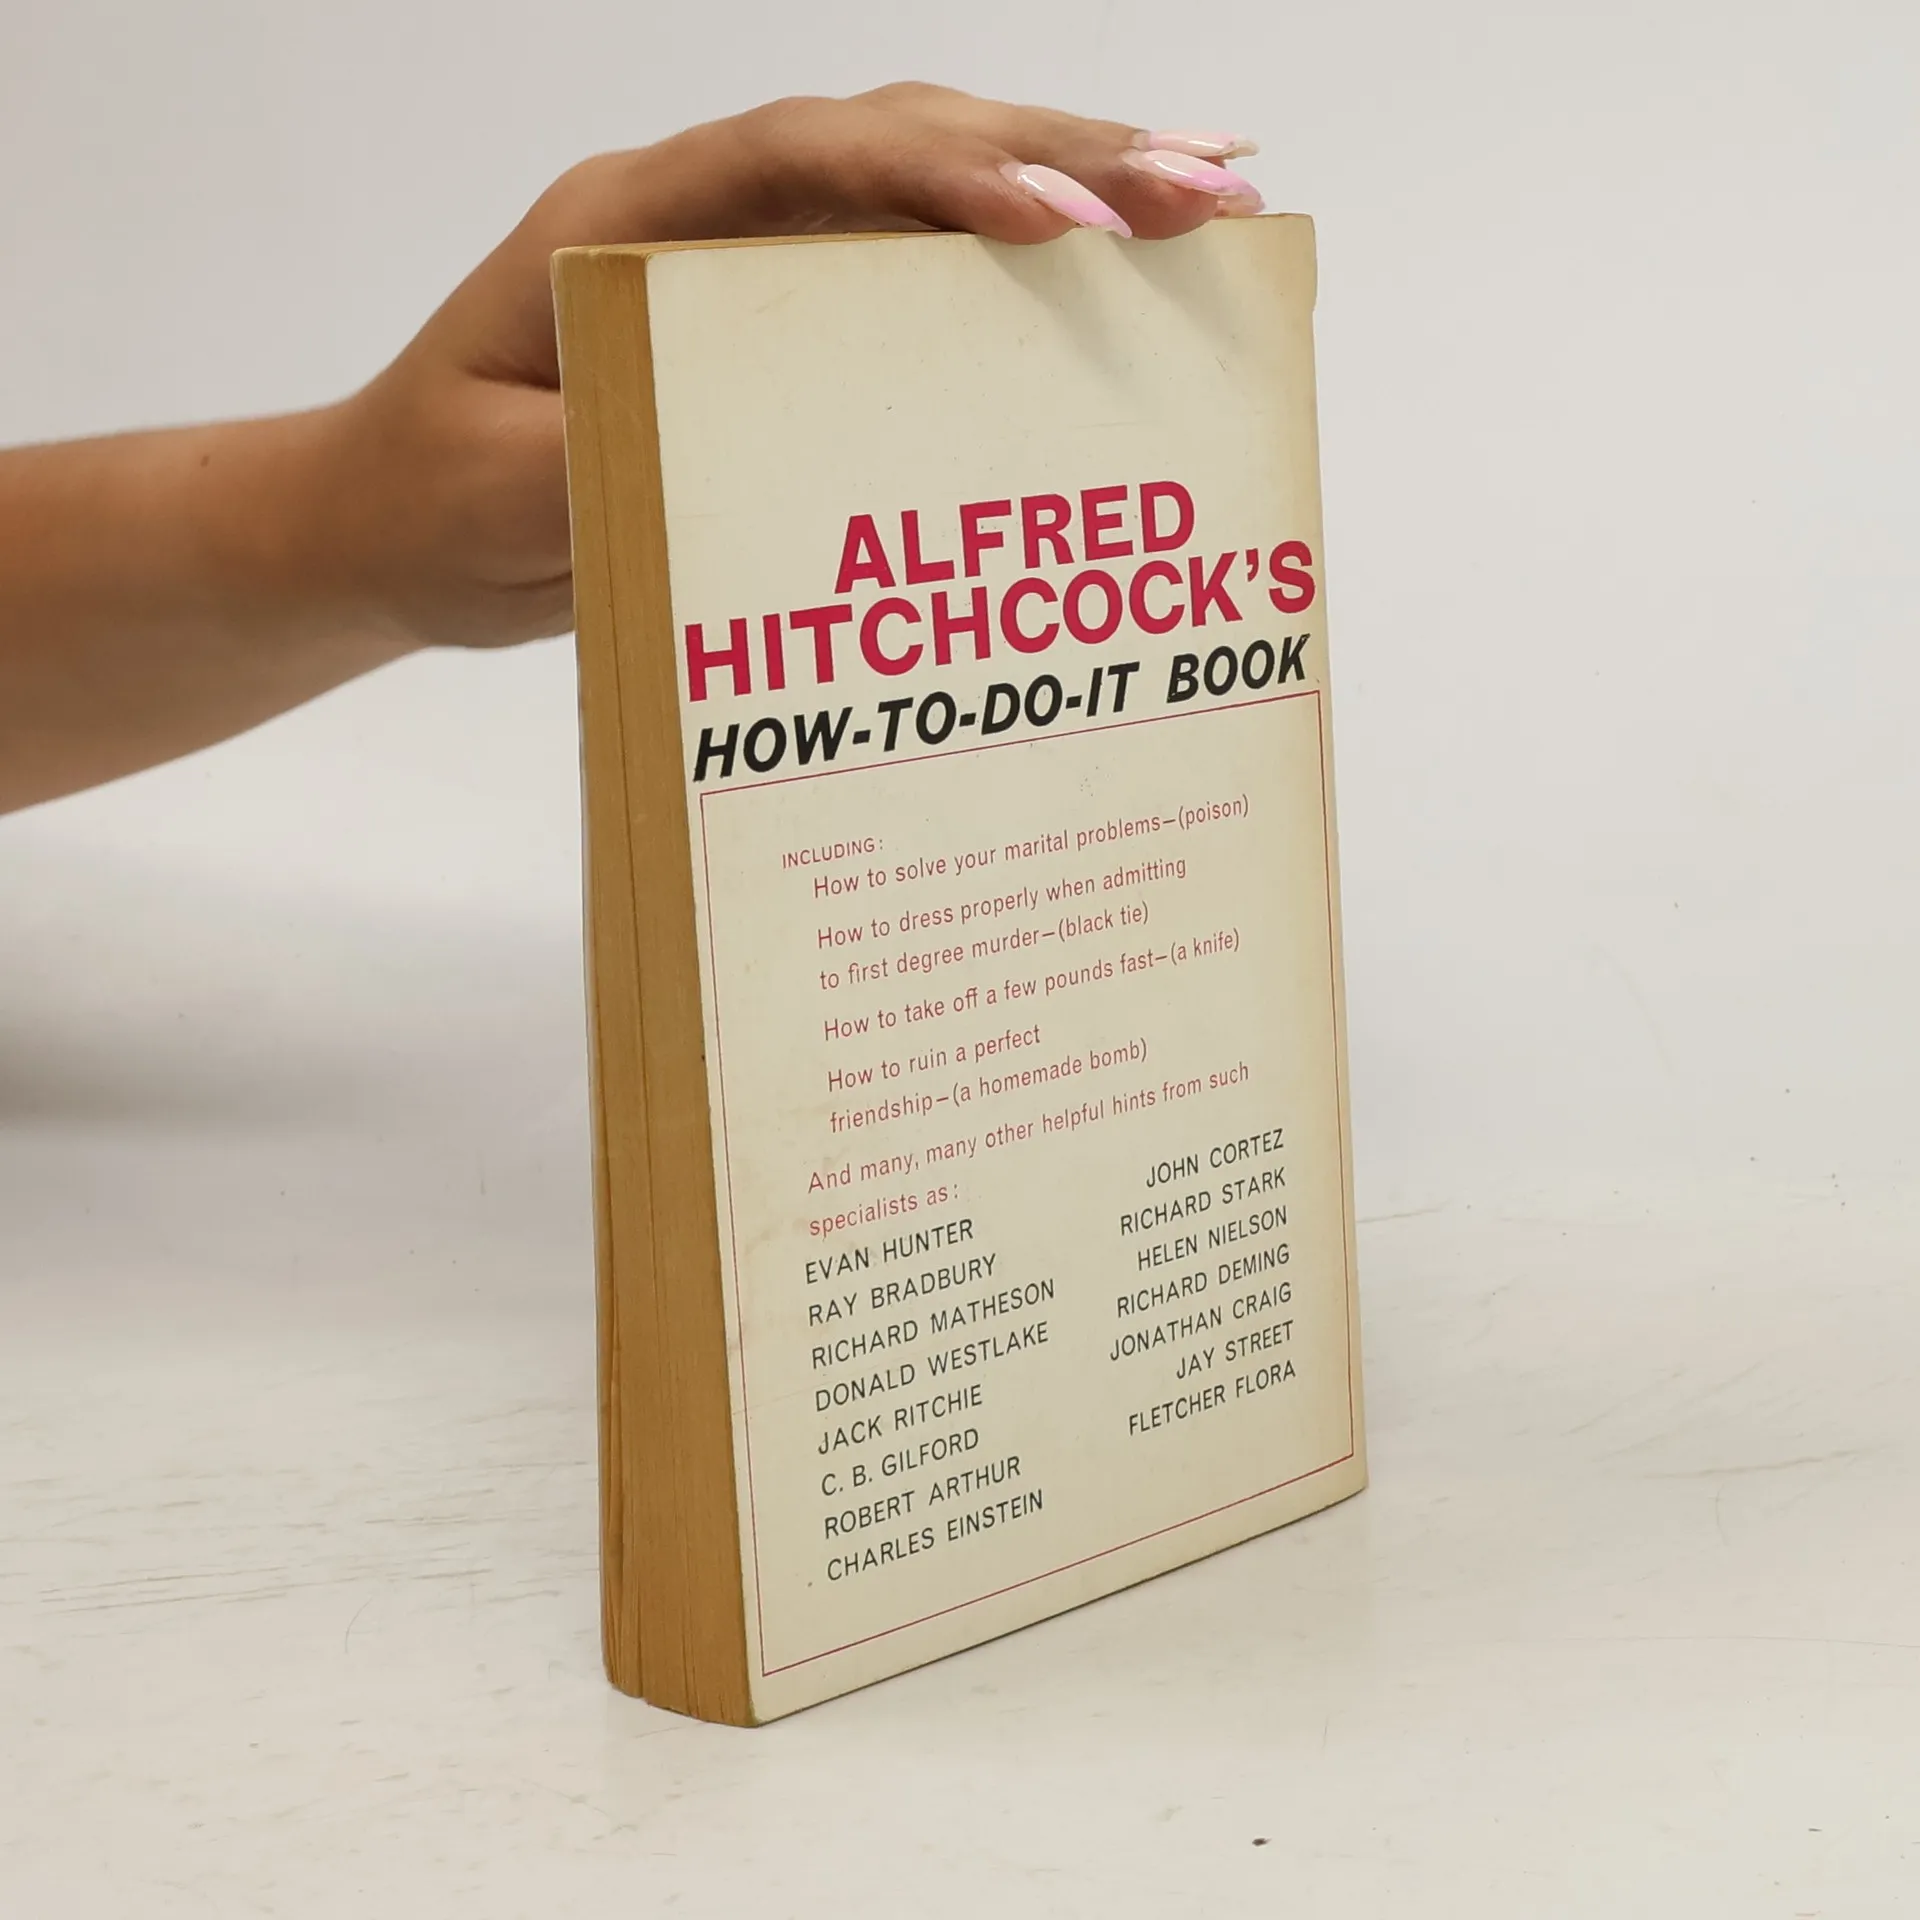 ALFRED
HITCHCOCK'S
HOW-TO-DO-IT BOOK
INCLUDING:
How to solve your marital problems—(poison)
How to dress properly when admitting
to first degree murder—(black tie)
How to take off a few pounds fast—(a knife)
How to ruin a perfect
friendship—(a homemade bomb)
And many, many other helpful hints from such
specialists as:
EVAN HUNTER
RAY BRADBURY
RICHARD MATHESON
DONALD WESTLAKE
JACK RITCHIE
C. B. GILFORD
ROBERT ARTHUR
CHARLES EINSTEIN
JOHN CORTEZ
RICHARD STARK
HELEN NIELSON
RICHARD DEMING
JONATHAN CRAIG
JAY STREET
FLETCHER FLORA